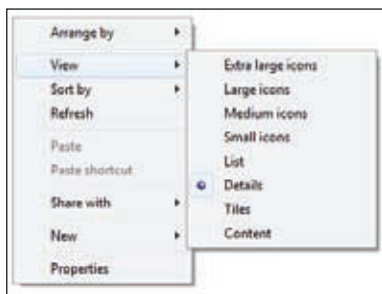 Arrange by
View
Sort by
Refresh
Paste
Paste shortcut
Share with
New
Properties
Extra large icons
Large icons
Medium icons
Small icons
List
Details
Tiles
Content